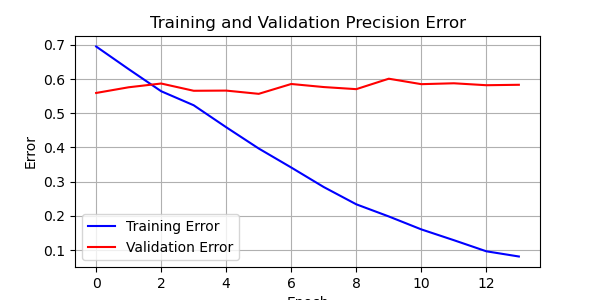 Training and Validation Precision Error
0.7
0.6
0.5
0.4
0.3
0.2
0.1
Error
Training Error
Validation Error
0 2 4 6 8 10 12
Epoch